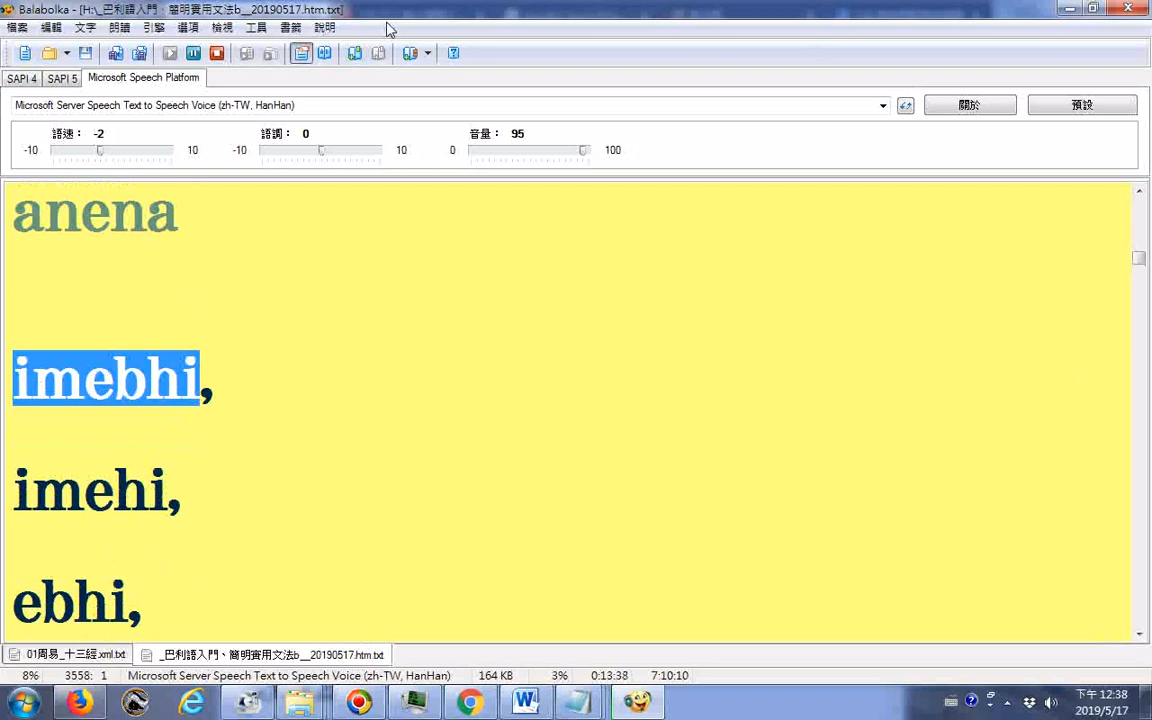 Balabolka - [H:\_巴利語入門、簡明實用文法b__20190517.htm.txt]
檔案 編輯 文字 朗讀 引擎 選項 檢視 工具 書籤 說明
SAPI 4 SAPI 5 Microsoft Speech Platform
Microsoft Server Speech Text to Speech Voice (zh-TW, HanHan) 關於 預設
語速： -2 語調： 0 音量： 95
-10 10 -10 10 0 100
anena
imebhi,
imehi,
ebhi,
01周易_十三經.xml.txt _巴利語入門、簡明實用文法b__20190517.htm.txt
8% 3558: 1 Microsoft Server Speech Text to Speech Voice (zh-TW, HanHan) 164 KB 3% 0:13:38 7:10:10
下午 12:38
2019/5/17